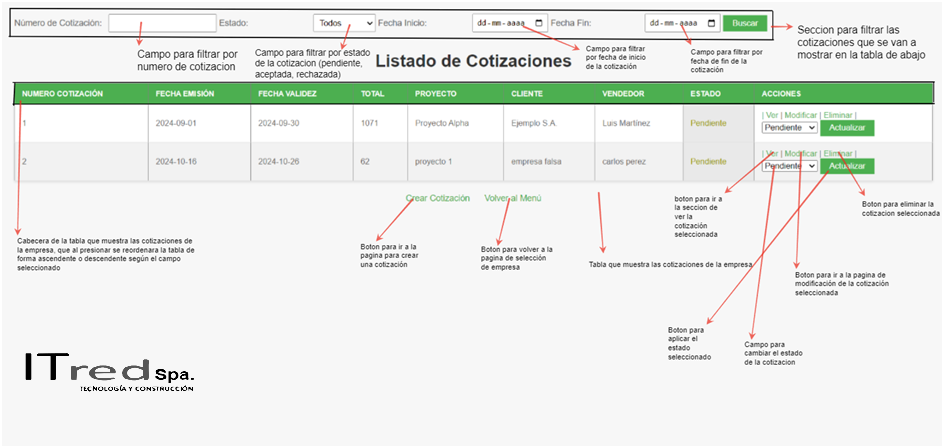 Número de Cotización: Estado: Todos Fecha Inicio: dd-mm-aaaa Fecha Fin: dd-mm-aaaa Buscar
Campo para filtrar por
numero de cotizacion
Campo para filtrar por estado
de la cotizacion (pendiente,
aceptada, rechazada)
Campo para filtrar
por fecha de inicio
de la cotización
Campo para filtrar por
fecha de fin de la
cotización
Seccion para filtrar las
cotizaciones que se van a
mostrar en la tabla de abajo
Listado de Cotizaciones
NUMERO COTIZACIÓN FECHA EMISIÓN FECHA VALIDEZ TOTAL PROYECTO CLIENTE VENDEDOR ESTADO ACCIONES
1 2024-09-01 2024-09-30 1071 Proyecto Alpha Ejemplo S.A. Luis Martínez Pendiente | Ver | Modificar | Eliminar |
Pendiente Actualizar
2 2024-10-16 2024-10-26 62 proyecto 1 empresa falsa carlos perez Pendiente | Ver | Modificar | Eliminar |
Pendiente Actualizar
Crear Cotización Volver al Menú
Cabecera de la tabla que muestra las cotizaciones de
la empresa, que al presionar se reordenara la tabla de
forma ascendente o descendente según el campo
seleccionado
Boton para ir a la
pagina para crear
una cotización
Boton para volver a la
pagina de selección
de empresa
Tabla que muestra las cotizaciones de la empresa
boton para ir a
la seccion de
ver la
cotización
seleccionada
Boton para eliminar la
cotizacion seleccionada
Boton para ir a la pagina de
modificación de la cotización
seleccionada
Boton para
aplicar el
estado
seleccionado
Campo para
cambiar el estado
de la cotización
ITred spa.
TECNOLOGÍA Y CONSTRUCCIÓN